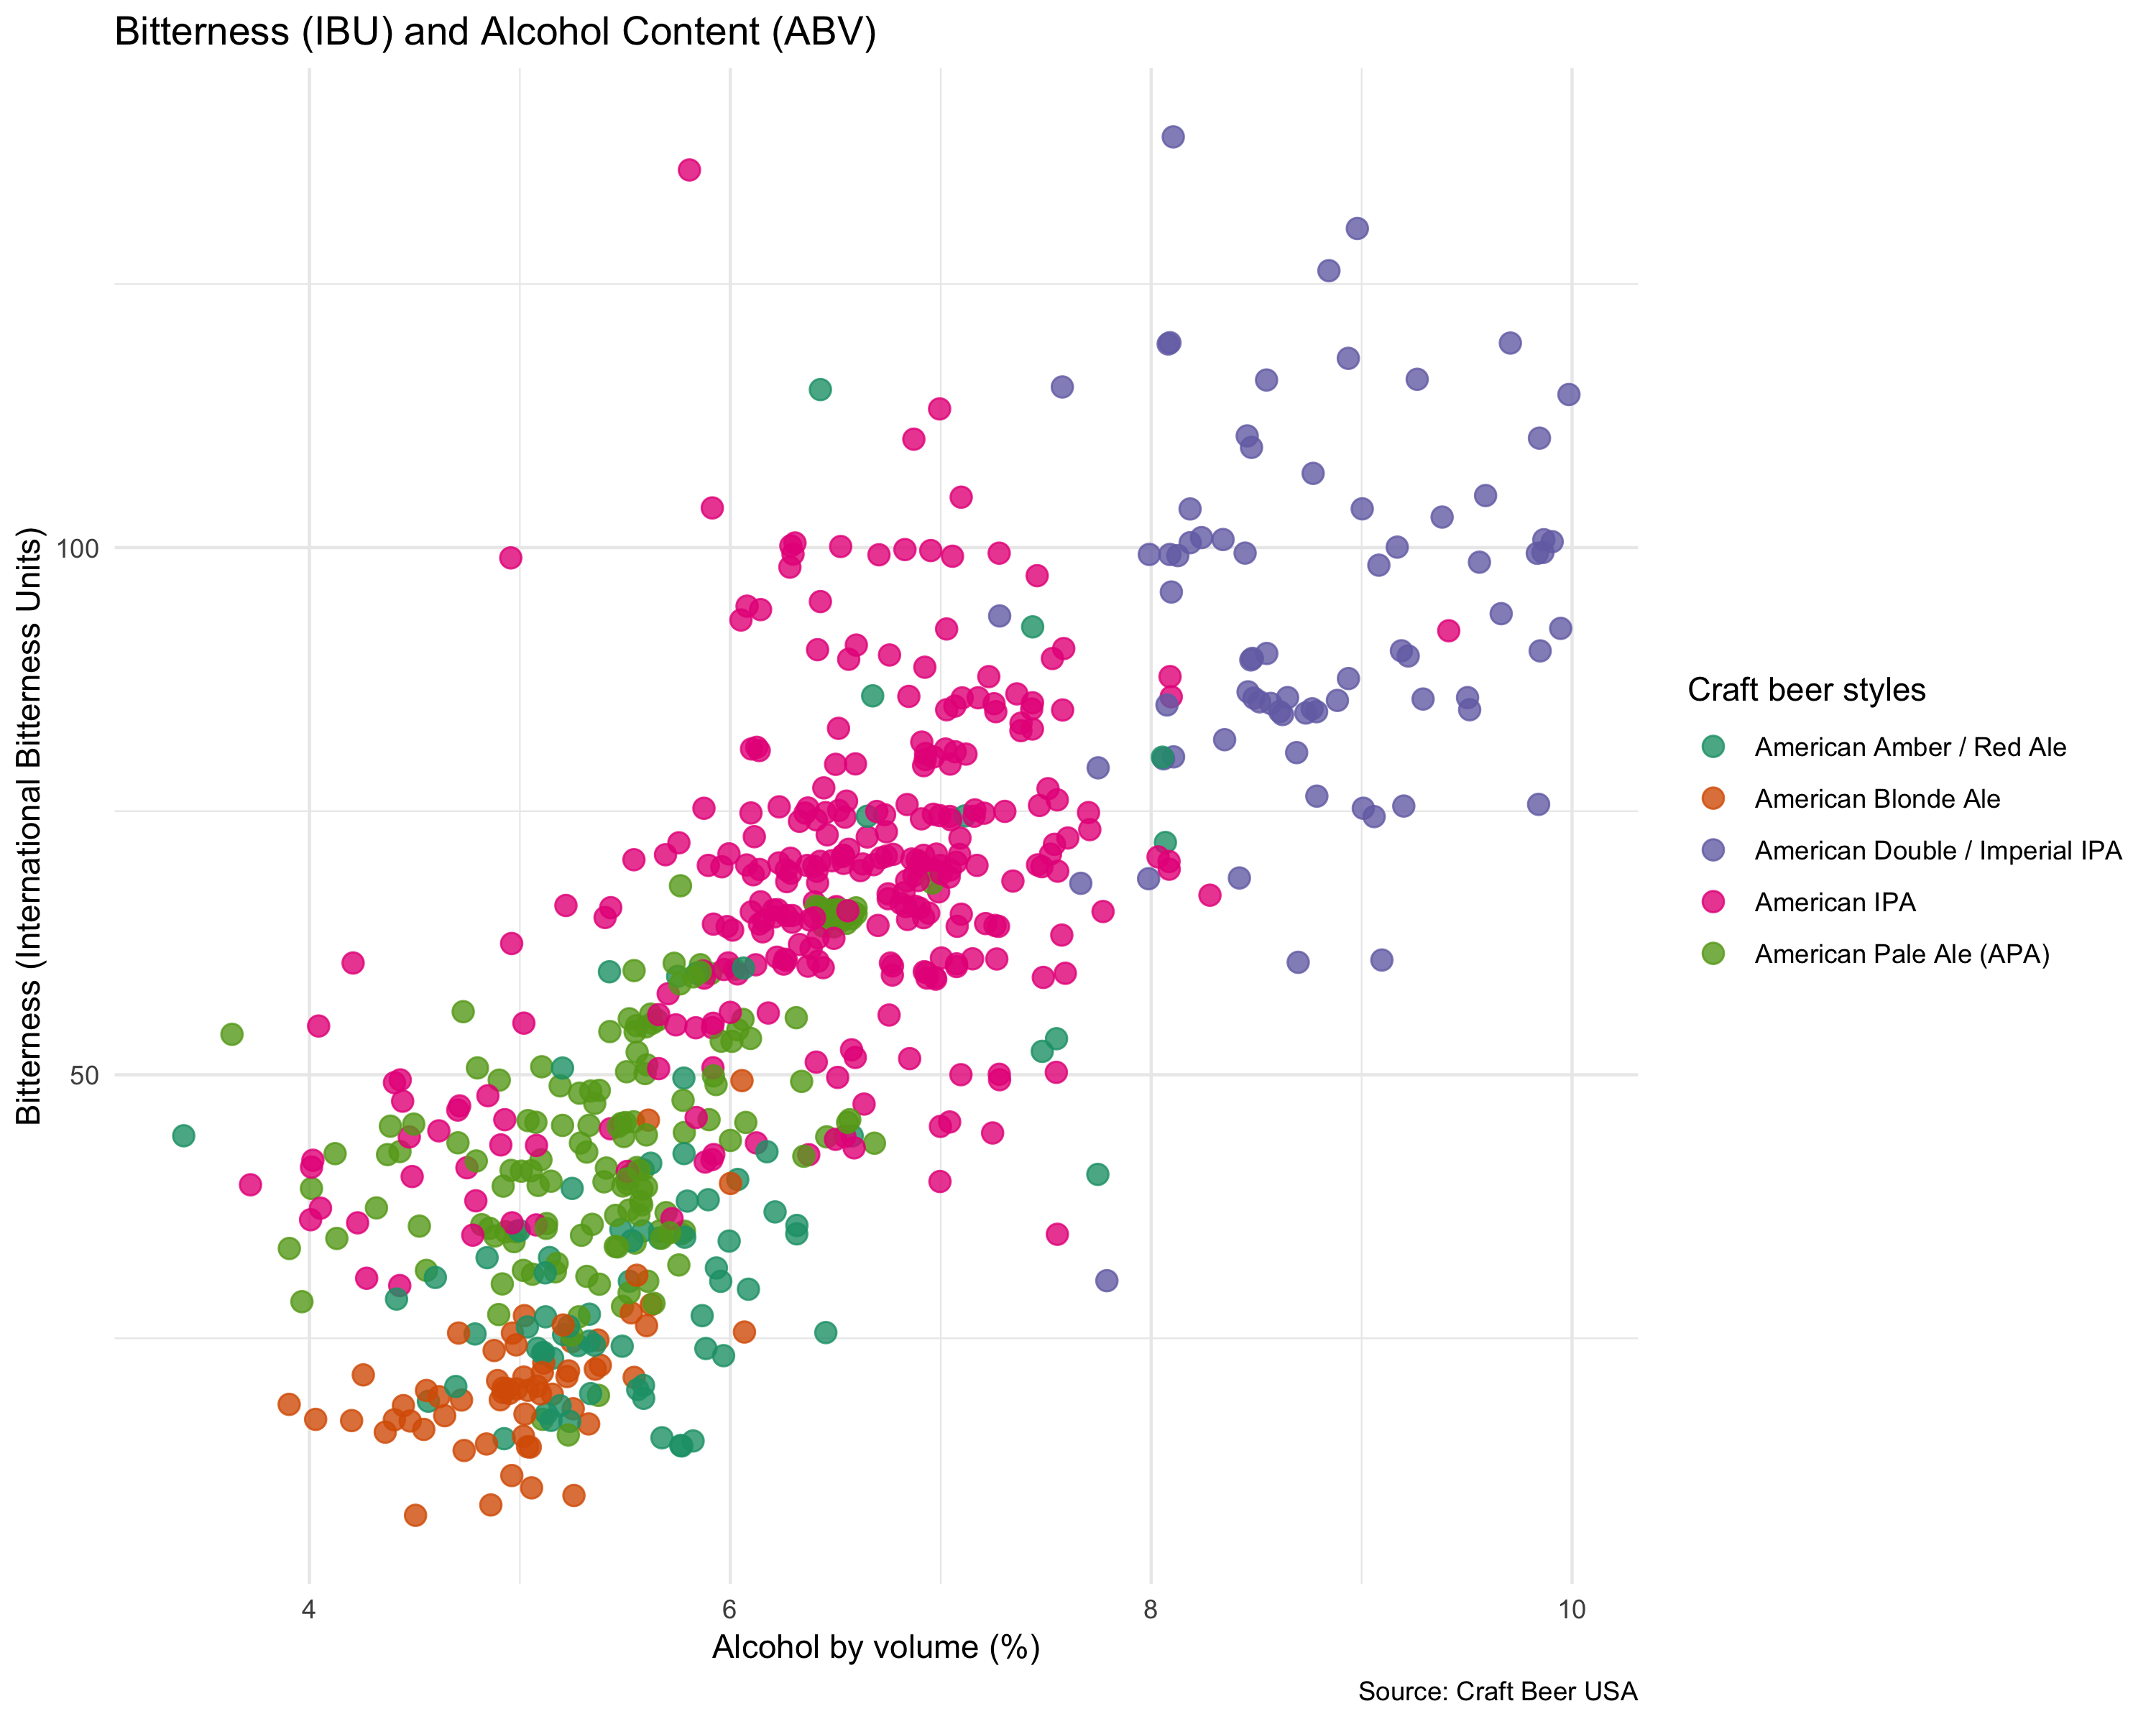 Bitterness (IBU) and Alcohol Content (ABV)
Bitterness (International Bitterness Units)
100
50
4
6
8
10
Alcohol by volume (%)
Craft beer styles
American Amber / Red Ale
American Blonde Ale
American Double / Imperial IPA
American IPA
American Pale Ale (APA)
Source: Craft Beer USA